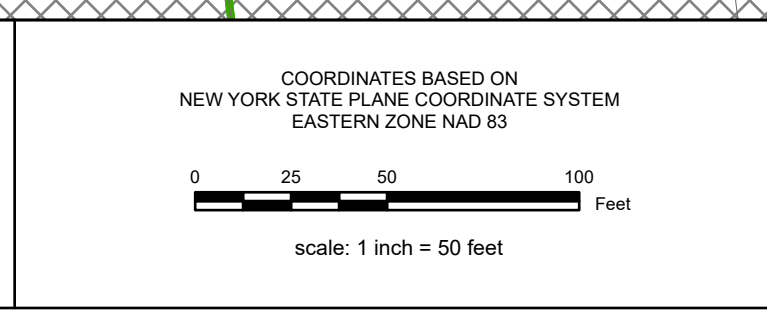 COORDINATES BASED ON
NEW YORK STATE PLANE COORDINATE SYSTEM
EASTERN ZONE NAD 83
0 25 50 100
Feet
scale: 1 inch = 50 feet